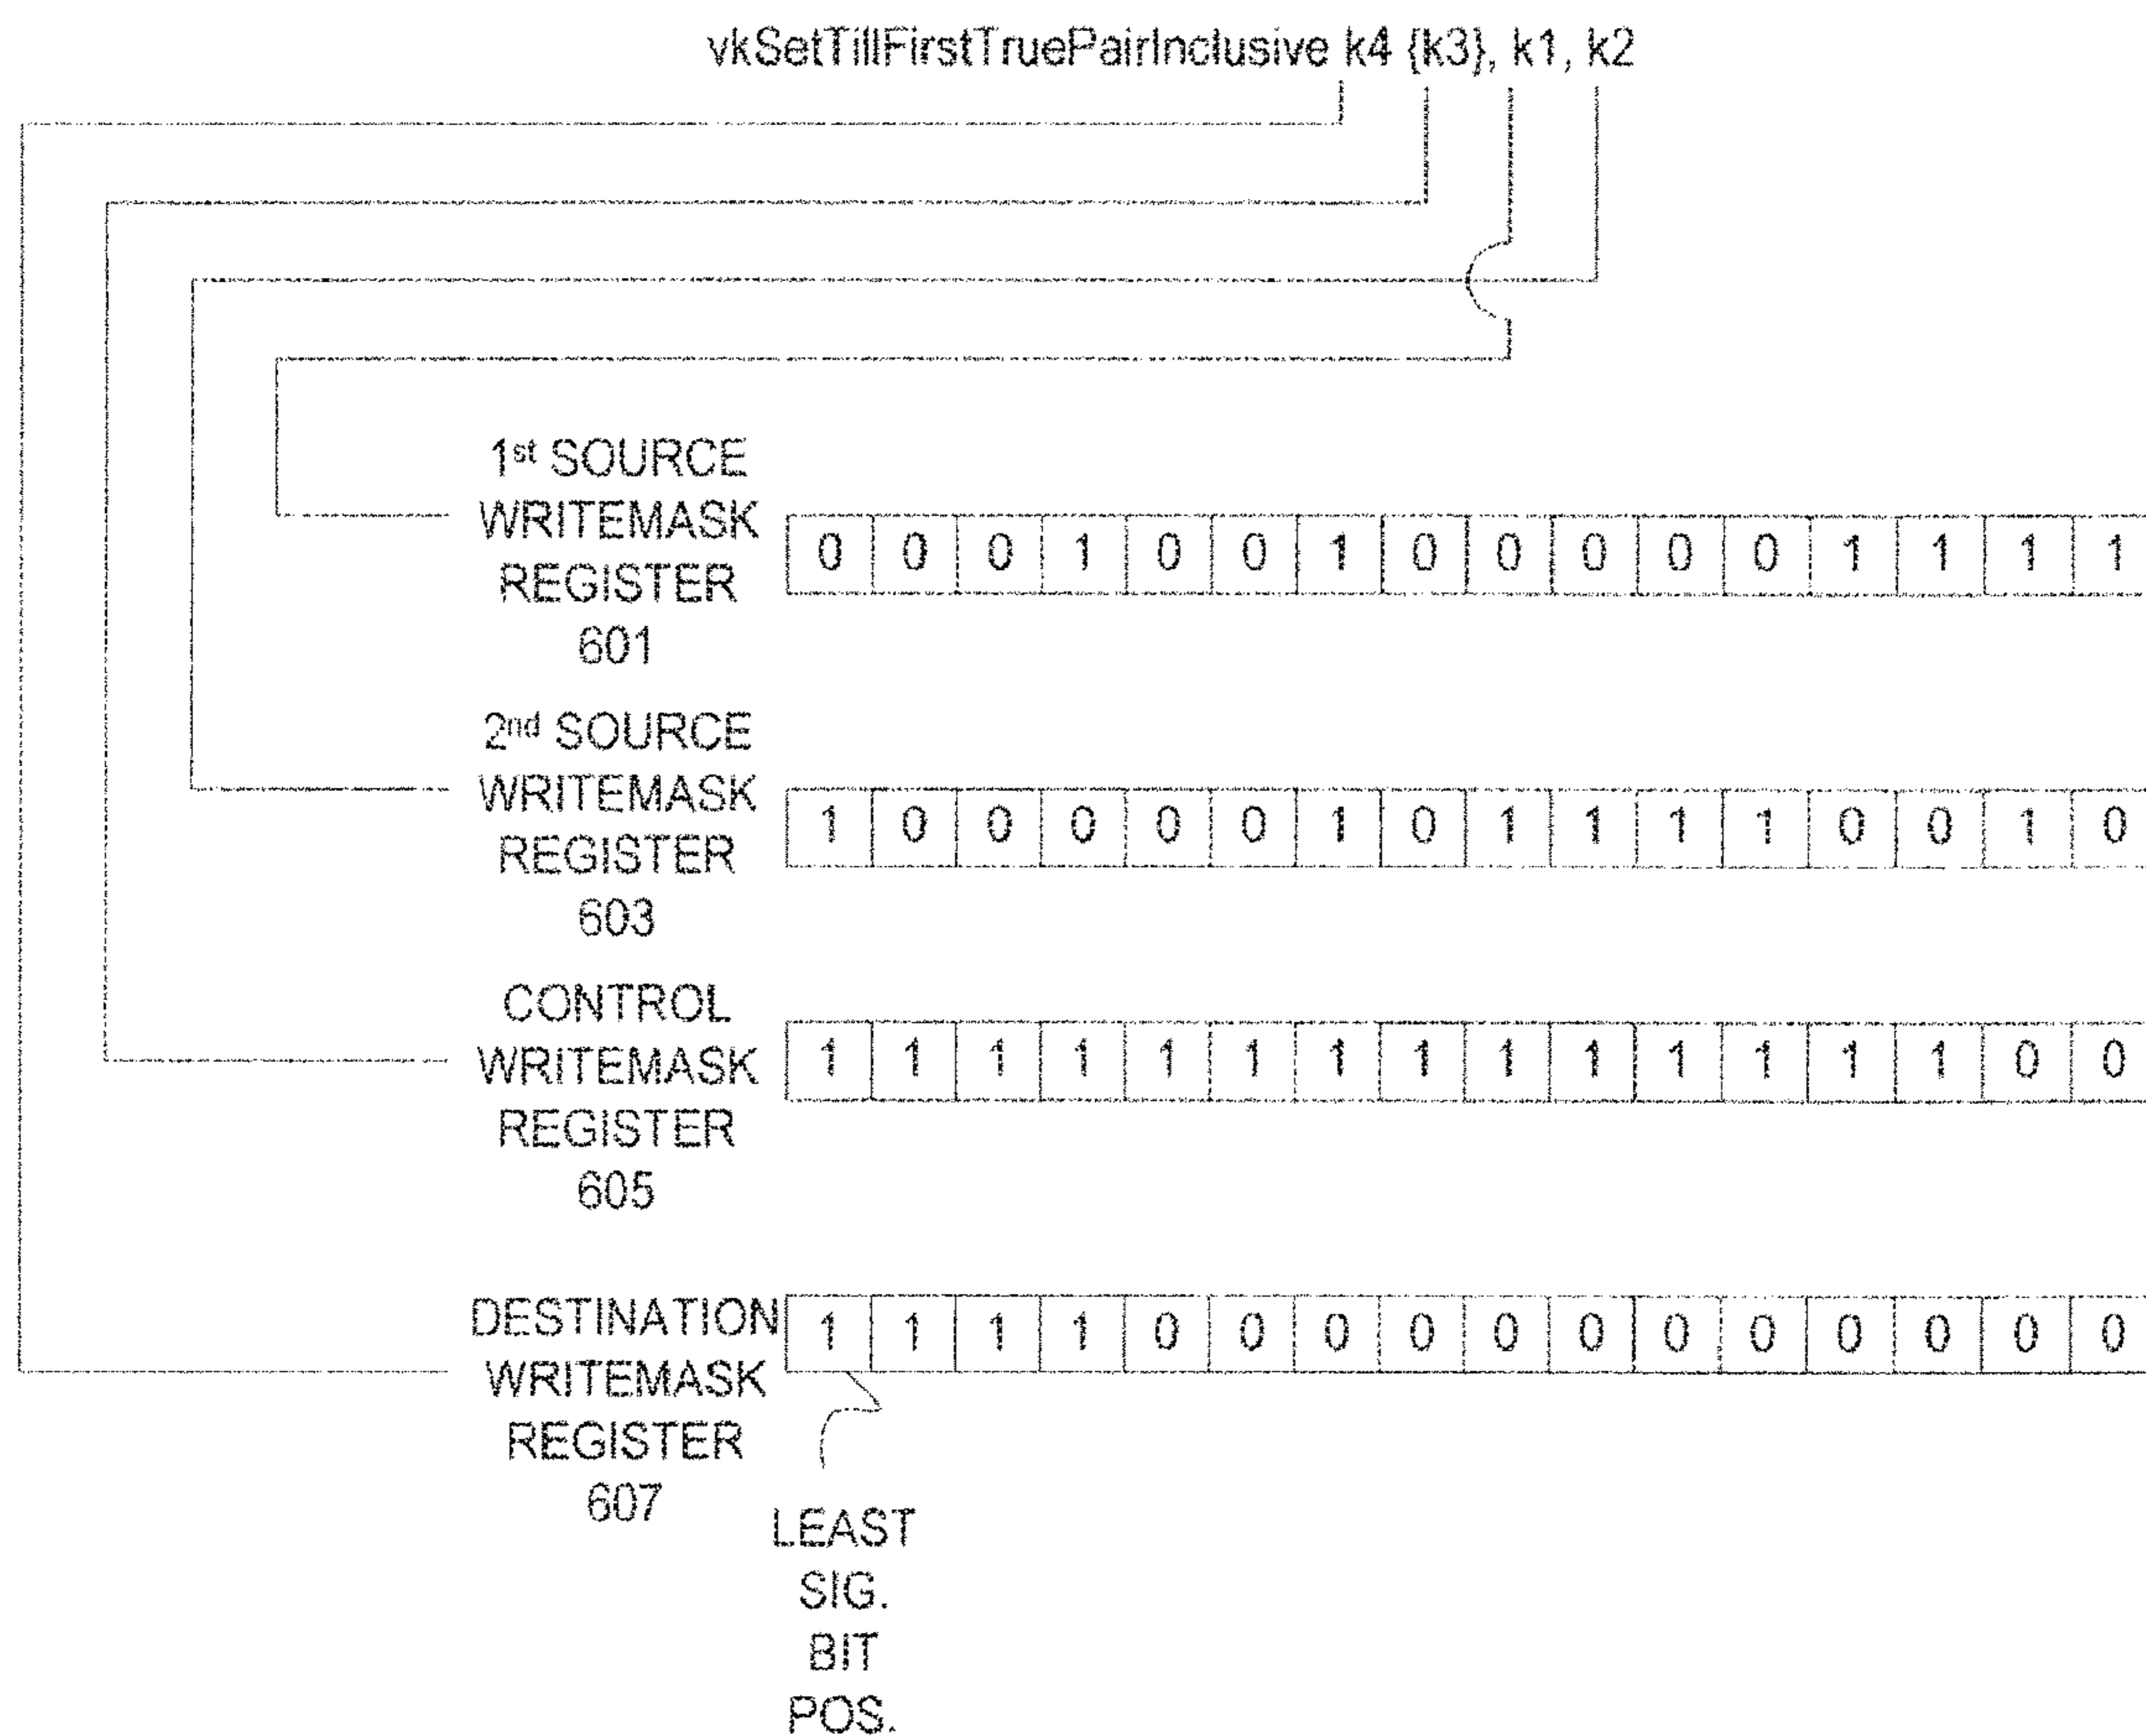 vkSetTillFirstTruePairInclusive k4 {k3}, k1, k2
1st SOURCE
WRITEMASK
REGISTER
601
0 0 0 1 0 0 1 0 0 0 0 0 1 1 1 1
2nd SOURCE
WRITEMASK
REGISTER
603
1 0 0 0 0 0 1 0 1 1 1 1 0 0 1 0
CONTROL
WRITEMASK
REGISTER
605
1 1 1 1 1 1 1 1 1 1 1 1 1 1 0 0
DESTINATION
WRITEMASK
REGISTER
607
1 1 1 1 0 0 0 0 0 0 0 0 0 0 0 0
LEAST
SIG.
BIT
POS.